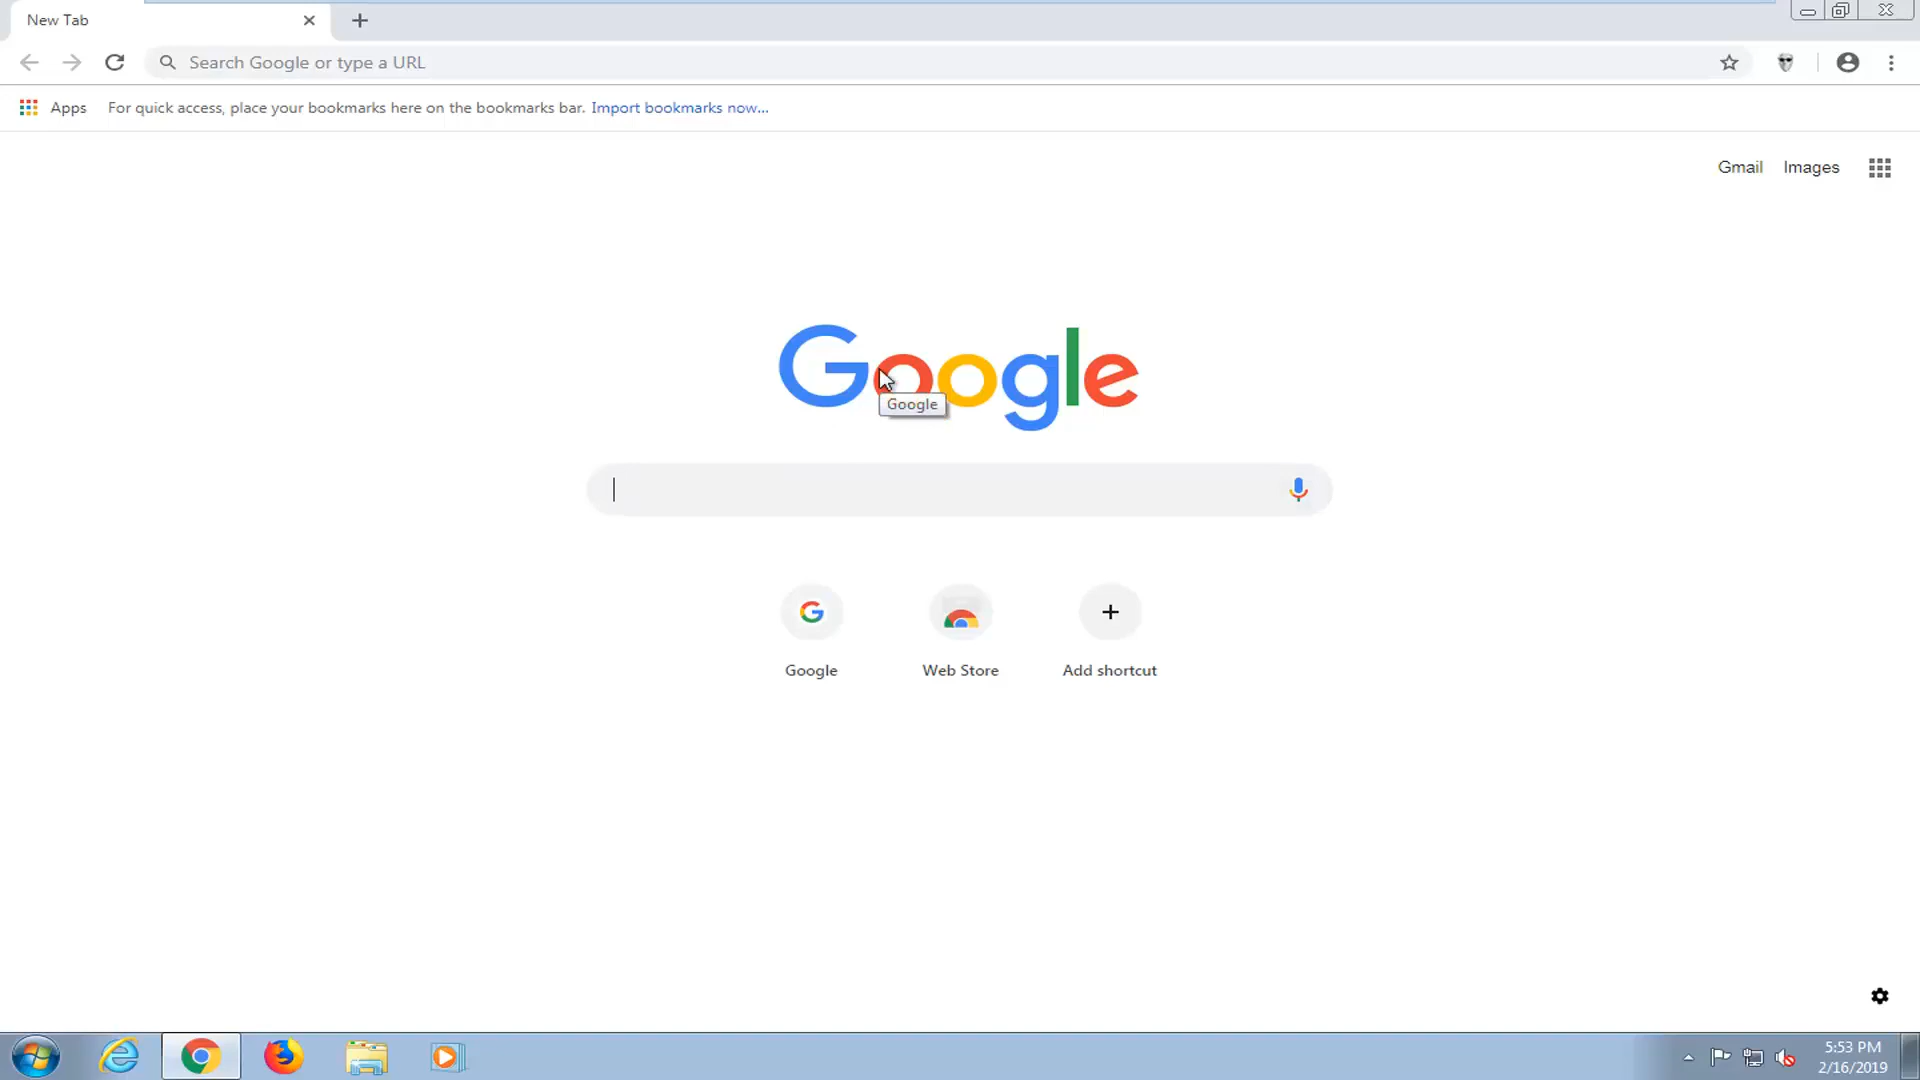 New Tab
Search Google or type a URL
Apps For quick access, place your bookmarks here on the bookmarks bar. Import bookmarks now...
Gmail Images
Google
Google
Google Web Store Add shortcut
5:53 PM
2/16/2019